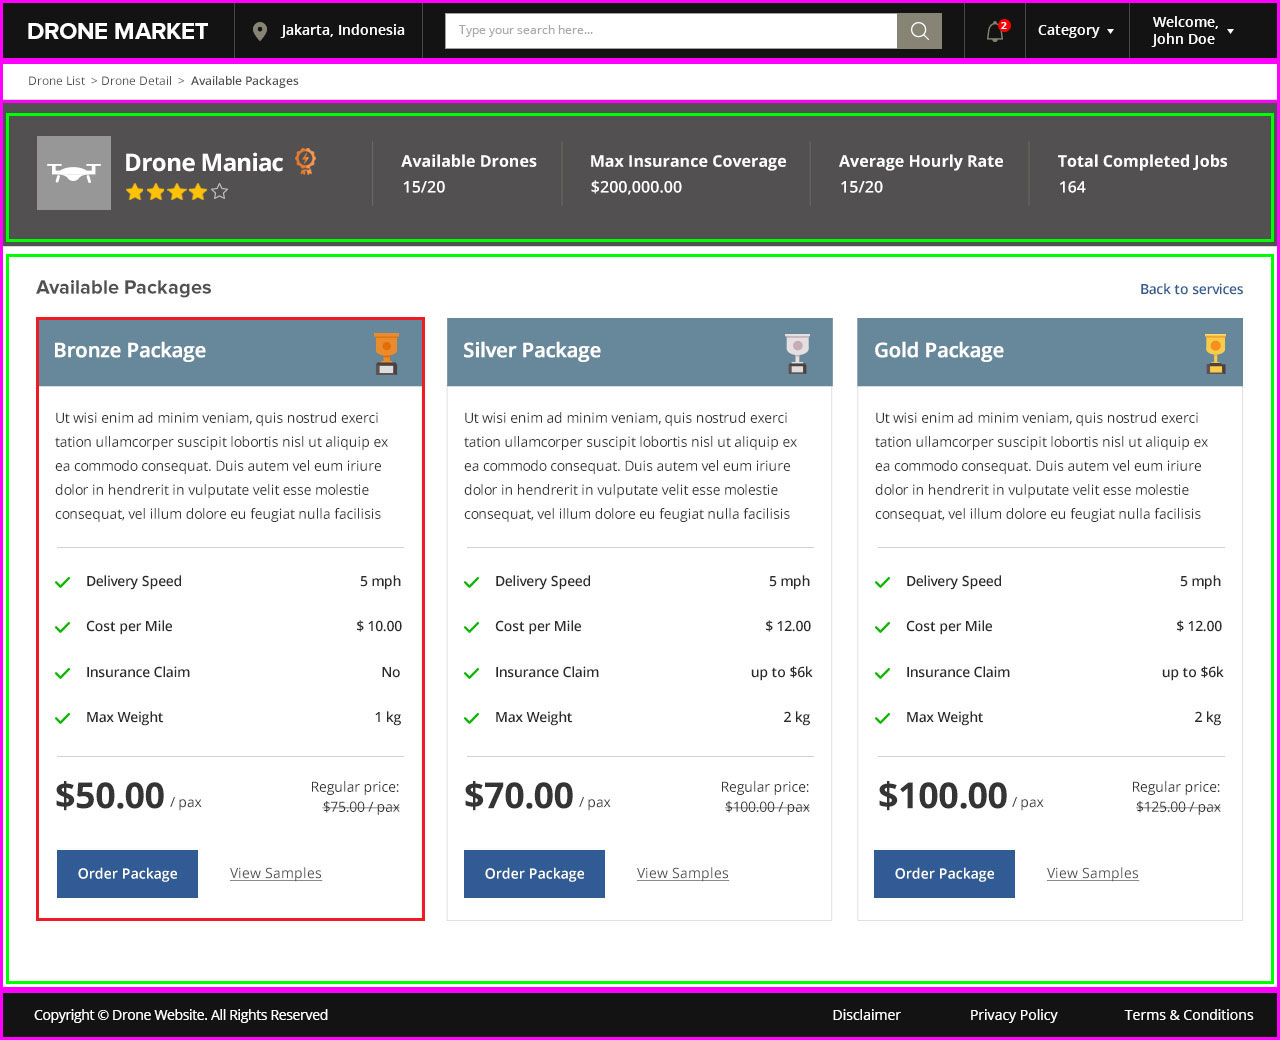 DRONE MARKET
Jakarta, Indonesia
Type your search here...
2
Category
Welcome,
John Doe
Drone List > Drone Detail > Available Packages
Drone Maniac
Available Drones
15/20
Max Insurance Coverage
$200,000.00
Average Hourly Rate
15/20
Total Completed Jobs
164
Available Packages
Back to services
Bronze Package
Ut wisi enim ad minim veniam, quis nostrud exerci
tation ullamcorper suscipit lobortis nisl ut aliquip ex
ea commodo consequat. Duis autem vel eum iriure
dolor in hendrerit in vulputate velit esse molestie
consequat, vel illum dolore eu feugiat nulla facilisis
Delivery Speed 5 mph
Cost per Mile $ 10.00
Insurance Claim No
Max Weight 1 kg
$50.00 / pax
Regular price:
$75.00 / pax
Order Package View Samples
Silver Package
Ut wisi enim ad minim veniam, quis nostrud exerci
tation ullamcorper suscipit lobortis nisl ut aliquip ex
ea commodo consequat. Duis autem vel eum iriure
dolor in hendrerit in vulputate velit esse molestie
consequat, vel illum dolore eu feugiat nulla facilisis
Delivery Speed 5 mph
Cost per Mile $ 12.00
Insurance Claim up to $6k
Max Weight 2 kg
$70.00 / pax
Regular price:
$100.00 / pax
Order Package View Samples
Gold Package
Ut wisi enim ad minim veniam, quis nostrud exerci
tation ullamcorper suscipit lobortis nisl ut aliquip ex
ea commodo consequat. Duis autem vel eum iriure
dolor in hendrerit in vulputate velit esse molestie
consequat, vel illum dolore eu feugiat nulla facilisis
Delivery Speed 5 mph
Cost per Mile $ 12.00
Insurance Claim up to $6k
Max Weight 2 kg
$100.00 / pax
Regular price:
$125.00 / pax
Order Package View Samples
Copyright © Drone Website. All Rights Reserved
Disclaimer
Privacy Policy
Terms & Conditions